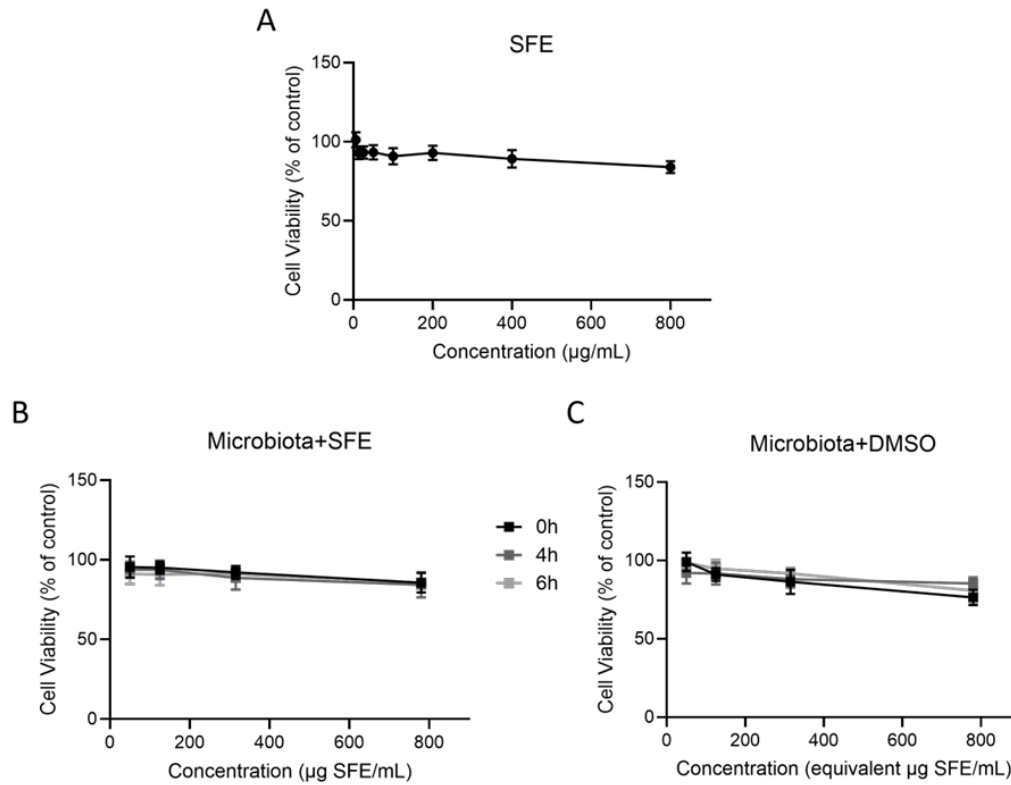 A
SFE
Cell Viability (% of control)
150
100
50
0
0 200 400 600 800
Concentration (µg/mL)
B
Microbiota+SFE
Cell Viability (% of control)
150
100
50
0
0 200 400 600 800
Concentration (µg SFE/mL)
0h
4h
6h
C
Microbiota+DMSO
Cell Viability (% of control)
150
100
50
0
0 200 400 600 800
Concentration (equivalent µg SFE/mL)